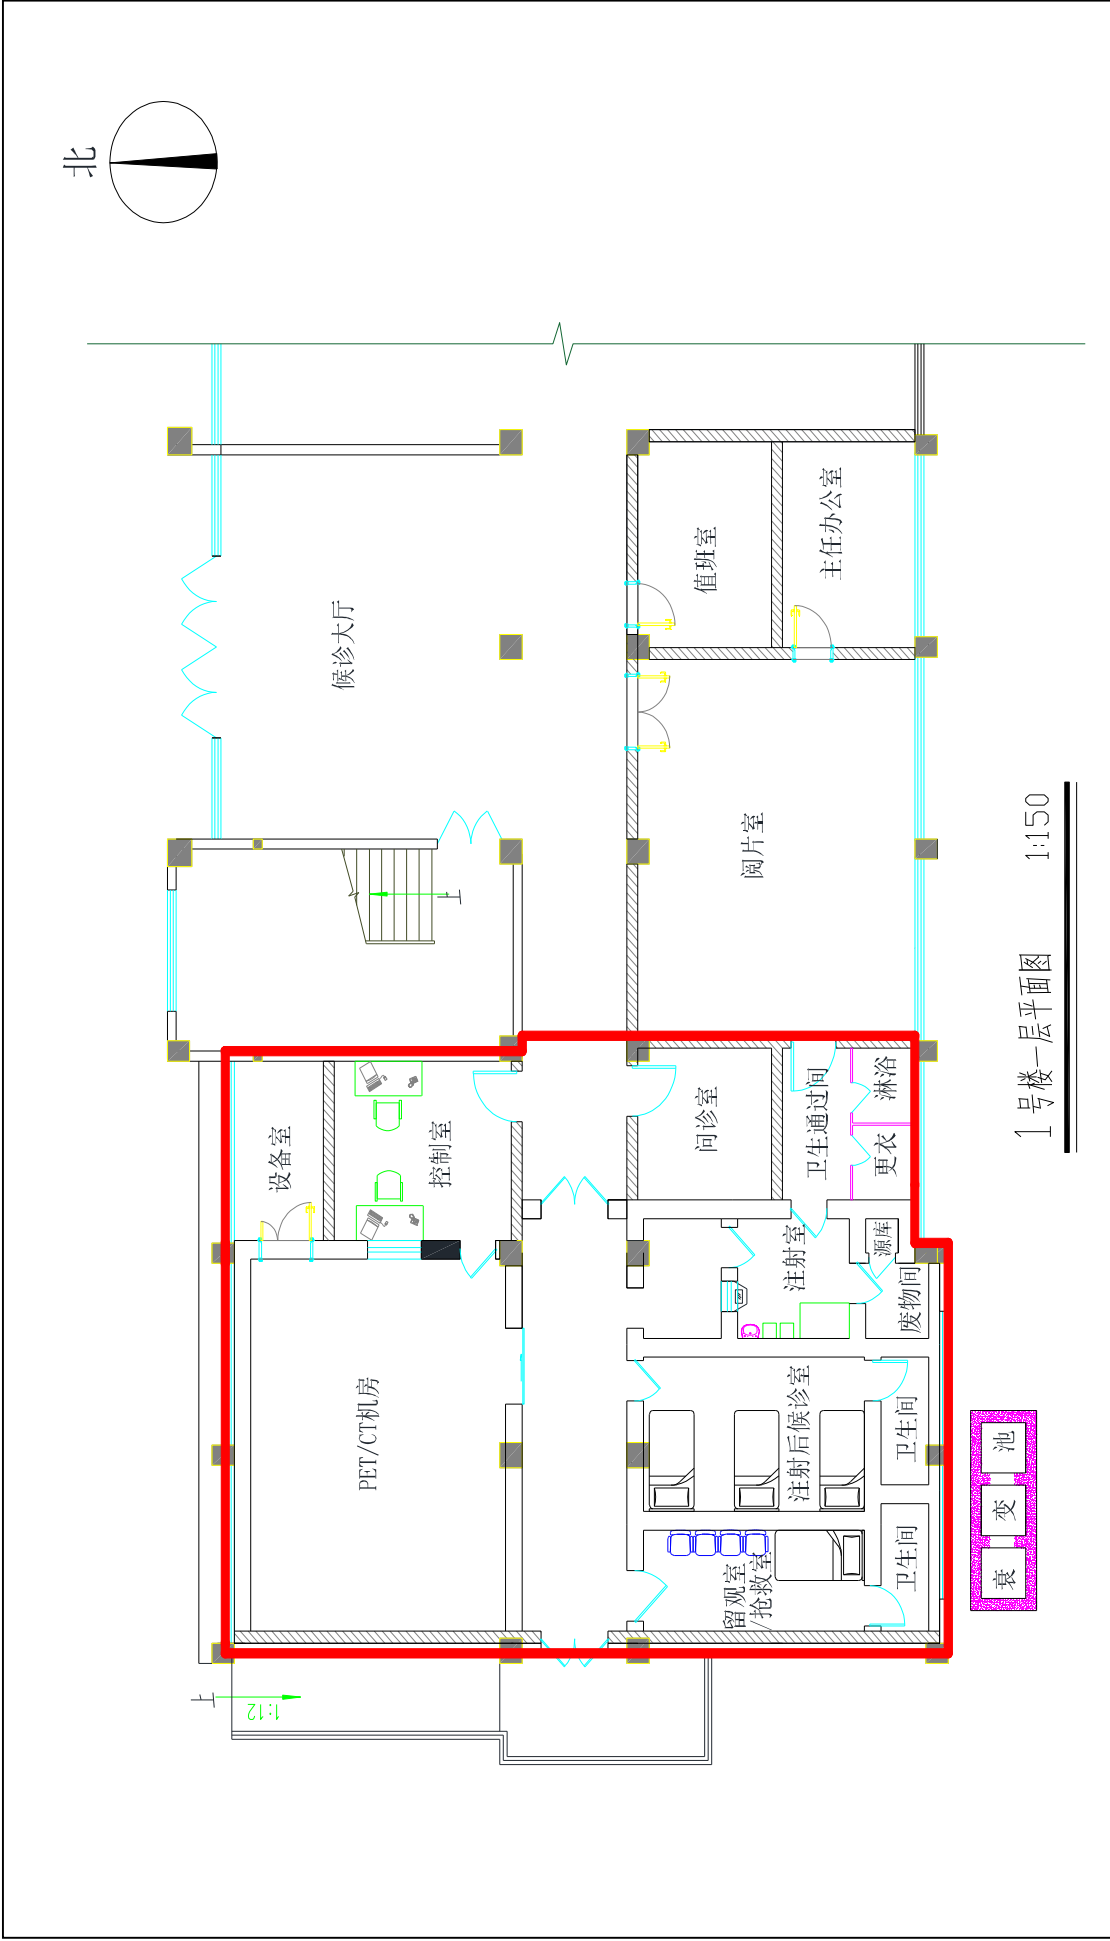 北
候诊大厅
值班室
主任办公室
阅片室
上
设备室
控制室
问诊室
卫生通过间
淋浴
更衣
注射室
源库
废物间
PET/CT机房
注射后候诊室
卫生间
留观室
/抢救室
卫生间
衰
变
池
上
1:12
1号楼一层平面图 1:150